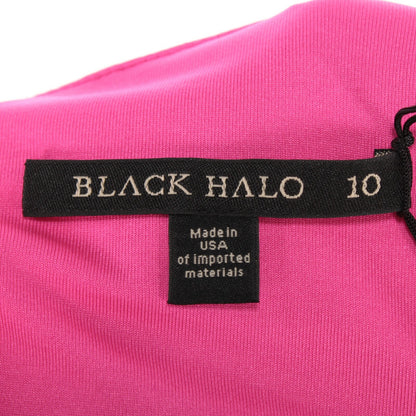 BLACK HALO 10
Made in
USA
of imported
materials